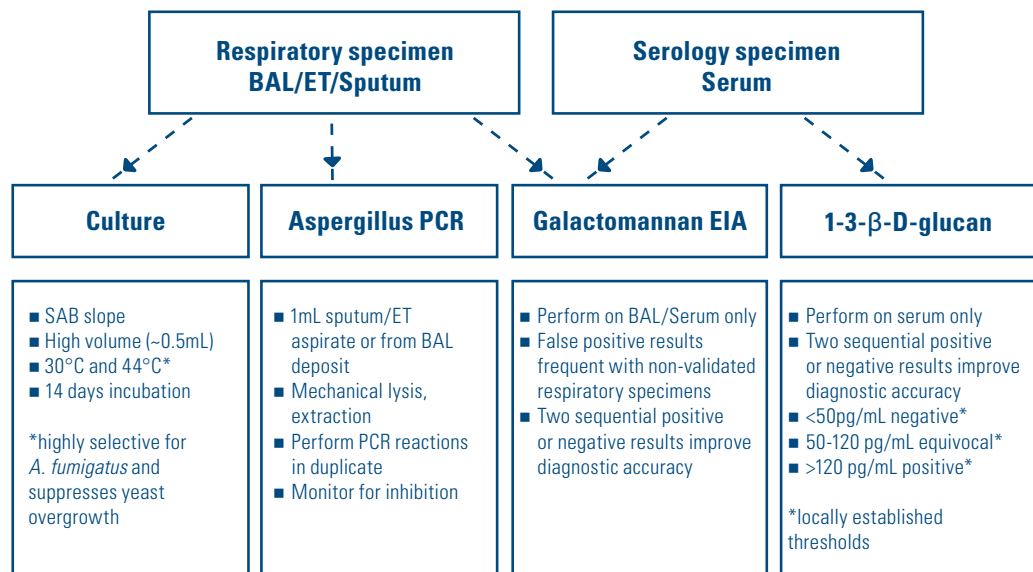 Respiratory specimen
BAL/ET/Sputum
Serology specimen
Serum
Culture
Aspergillus PCR
Galactomannan EIA
1-3-β-D-glucan
■ SAB slope
■ High volume (~0.5mL)
■ 30°C and 44°C*
■ 14 days incubation
*highly selective for
A. fumigatus and
suppresses yeast
overgrowth
■ 1mL sputum/ET
aspirate or from BAL
deposit
■ Mechanical lysis,
extraction
■ Perform PCR reactions
in duplicate
■ Monitor for inhibition
■ Perform on BAL/Serum only
■ False positive results
frequent with non-validated
respiratory specimens
■ Two sequential positive
or negative results improve
diagnostic accuracy
■ Perform on serum only
■ Two sequential positive
or negative results improve
diagnostic accuracy
■ <50pg/mL negative*
■ 50-120 pg/mL equivocal*
■ >120 pg/mL positive*
*locally established
thresholds